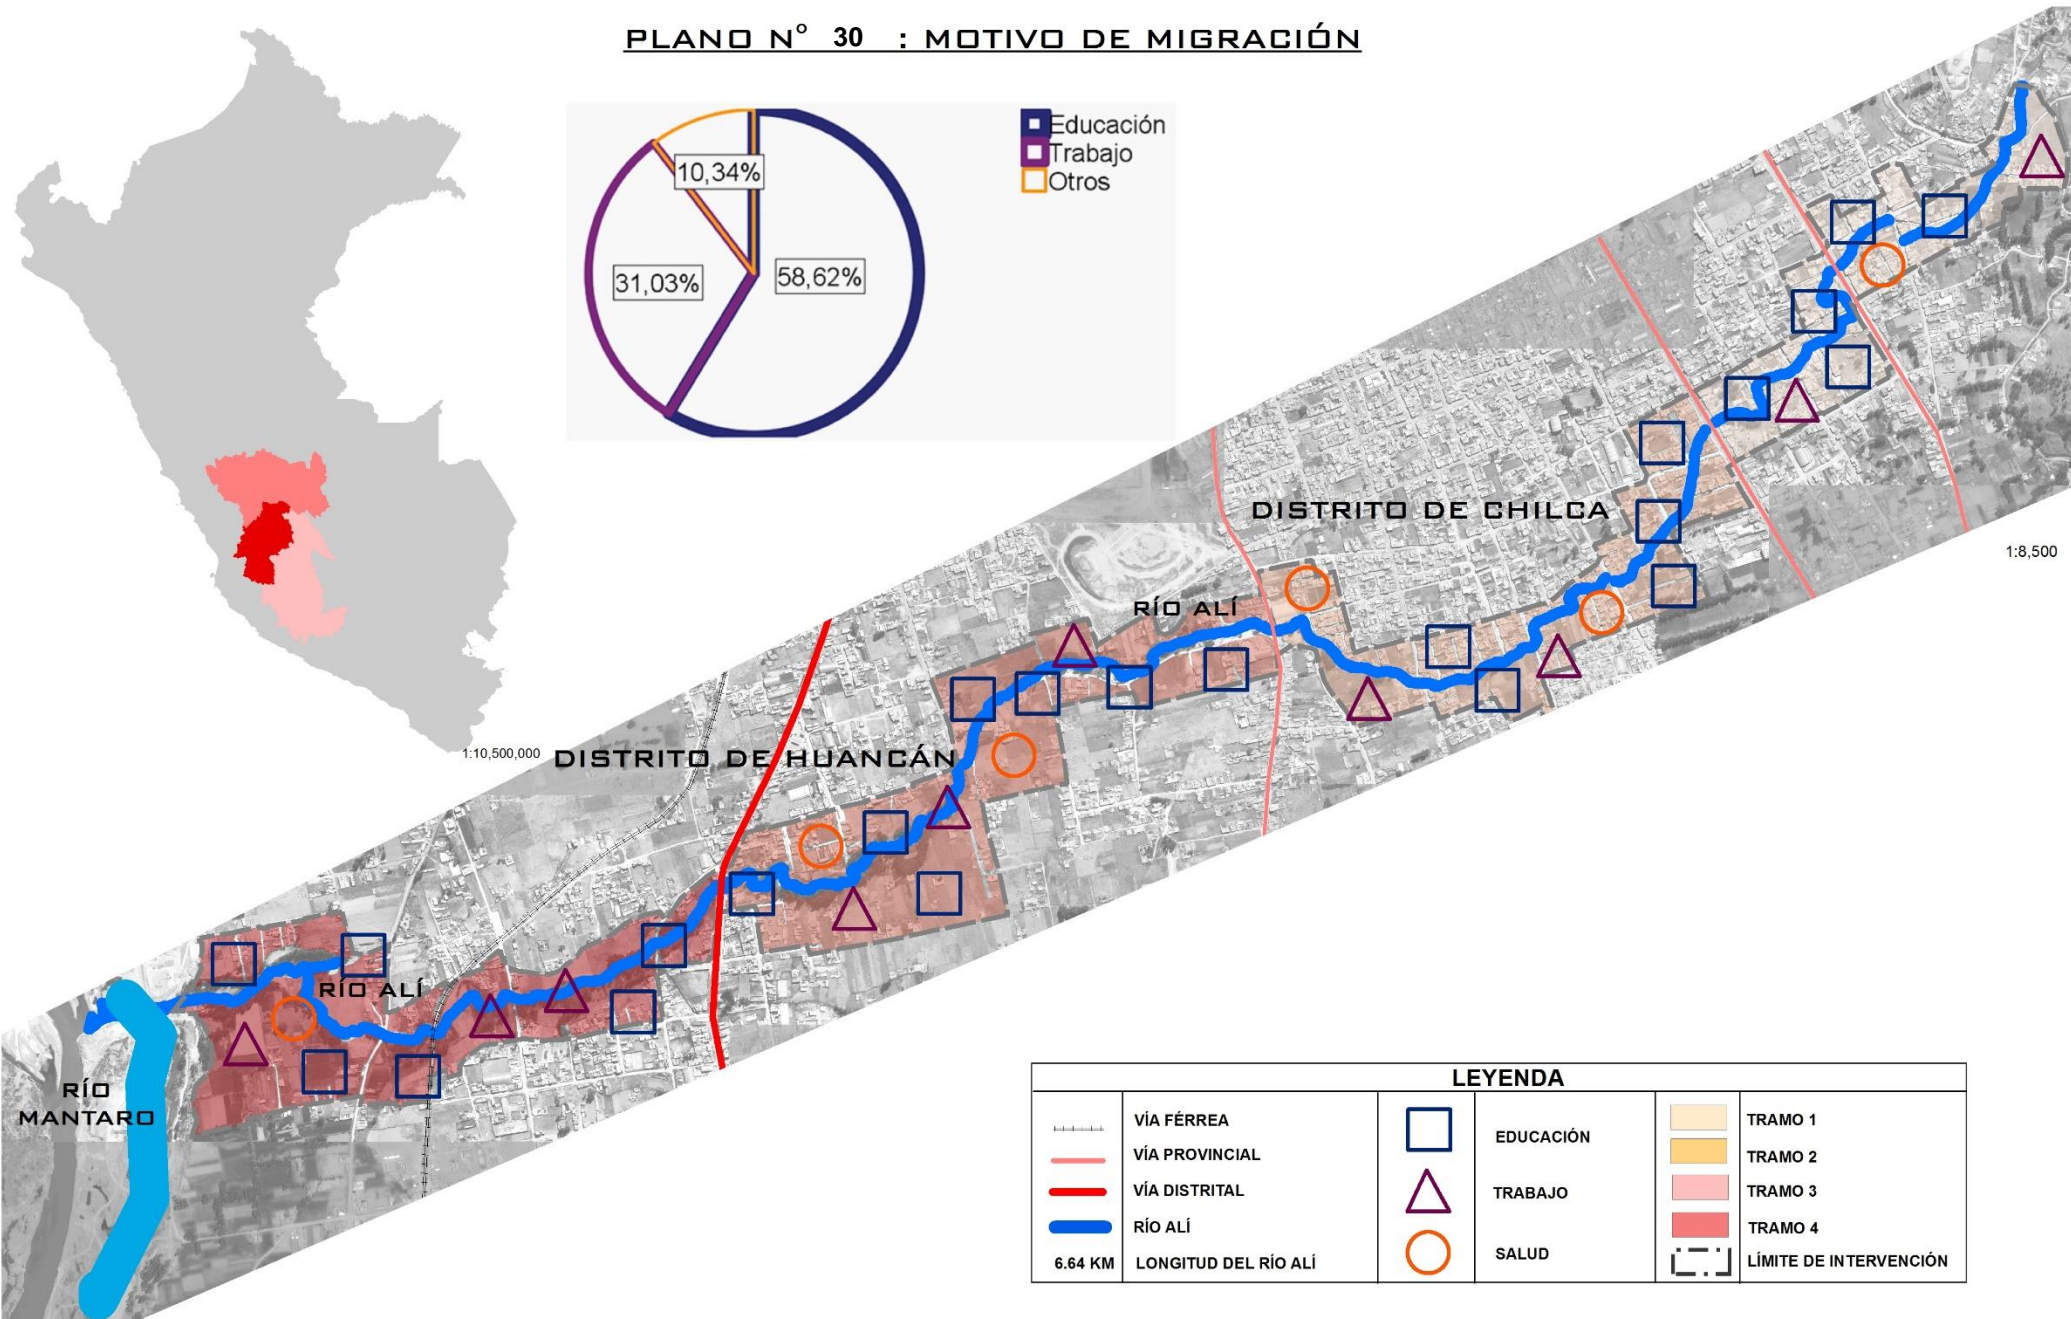 PLANO N° 30 : MOTIVO DE MIGRACIÓN
Educación
Trabajo
Otros
10,34%
31,03%
58,62%
DISTRITO DE CHILCA
1:8,500
RÍO ALÍ
1:10,500,000
DISTRITO DE HUANCÁN
RÍO ALÍ
RÍO
MANTARO
LEYENDA
VÍA FÉRREA
VÍA PROVINCIAL
VÍA DISTRITAL
RÍO ALÍ
6.64 KM LONGITUD DEL RÍO ALÍ
EDUCACIÓN
TRABAJO
SALUD
TRAMO 1
TRAMO 2
TRAMO 3
TRAMO 4
LÍMITE DE INTERVENCIÓN